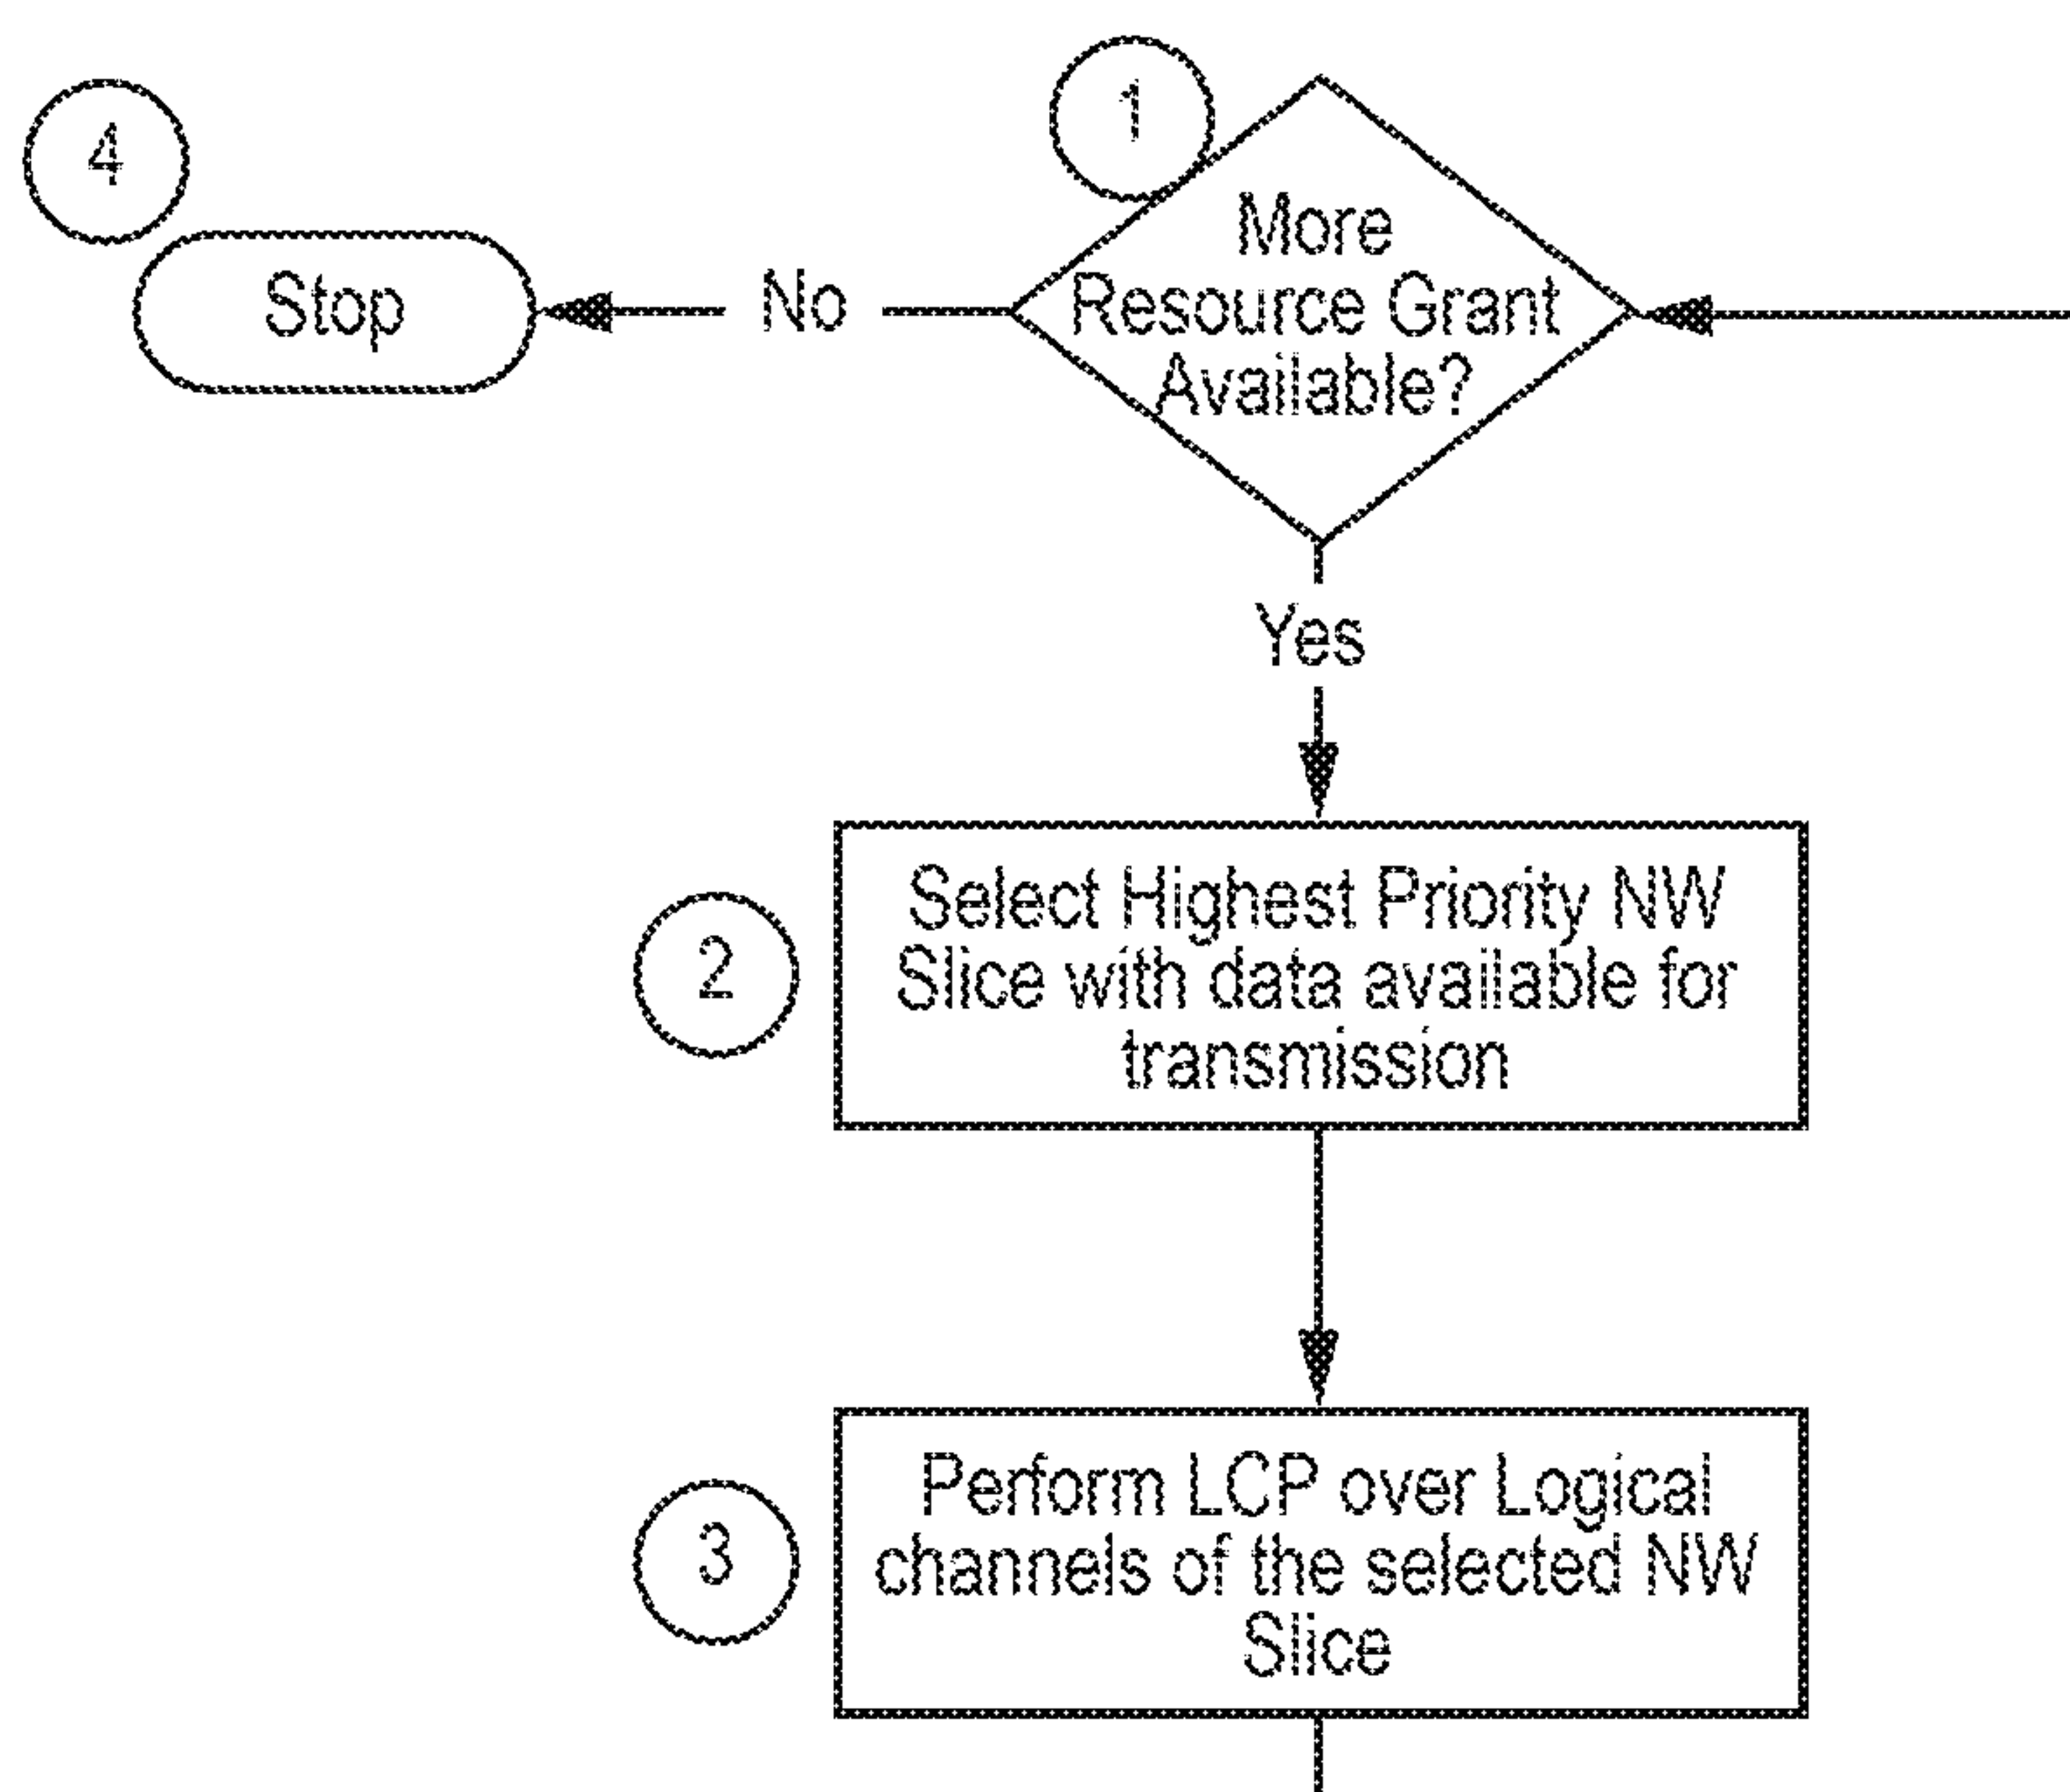 4
1
More
Resource Grant
Available?
Stop
No
Yes
2
Select Highest Priority NW
Slice with data available for
transmission
3
Perform LCP over Logical
channels of the selected NW
Slice